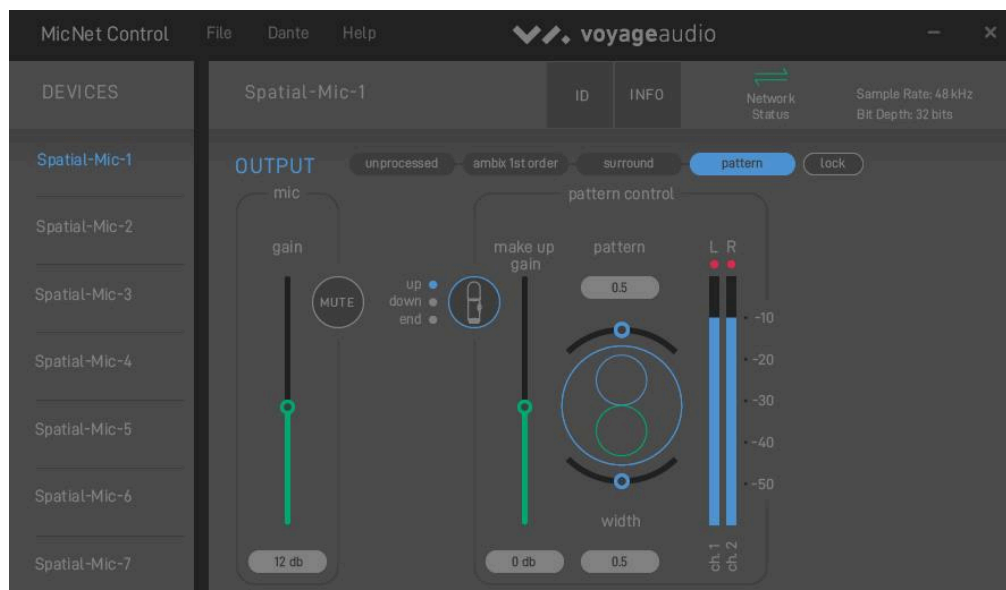 MicNet Control File Dante Help voyageaudio
DEVICES
Spatial-Mic-1
ID
INFO
Network
Status
Sample Rate: 48 kHz
Bit Depth: 32 bits
Spatial-Mic-1
Spatial-Mic-2
Spatial-Mic-3
Spatial-Mic-4
Spatial-Mic-5
Spatial-Mic-6
Spatial-Mic-7
OUTPUT
unprocessed
ambix 1st order
surround
pattern
lock
mic
gain
MUTE
12 db
up
down
end
pattern control
make up
gain
0 db
pattern
0.5
width
0.5
L R
-10
-20
-30
-40
-50
ch. 1
ch. 2